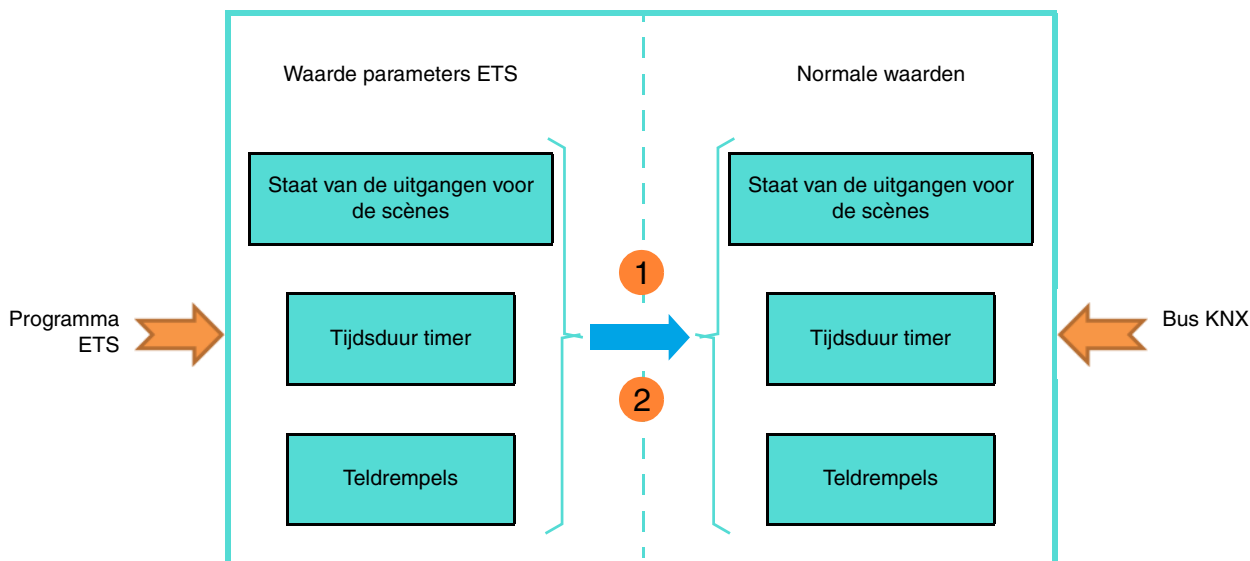 Waarde parameters ETS
Normale waarden
Staat van de uitgangen voor
de scènes
Staat van de uitgangen voor
de scènes
1
Programma
ETS
Tijdsduur timer
Tijdsduur timer
Bus KNX
2
Teldrempels
Teldrempels